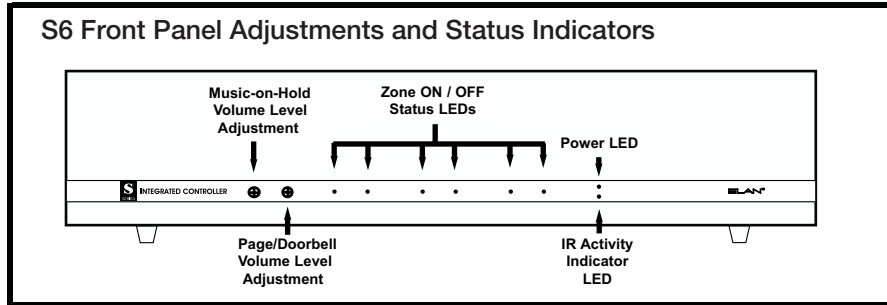 S6 Front Panel Adjustments and Status Indicators
Music-on-Hold
Volume Level
Adjustment
Zone ON / OFF
Status LEDs
Power LED
S
INTEGRATED CONTROLLER
ELAN
Page/Doorbell
Volume Level
Adjustment
IR Activity
Indicator
LED